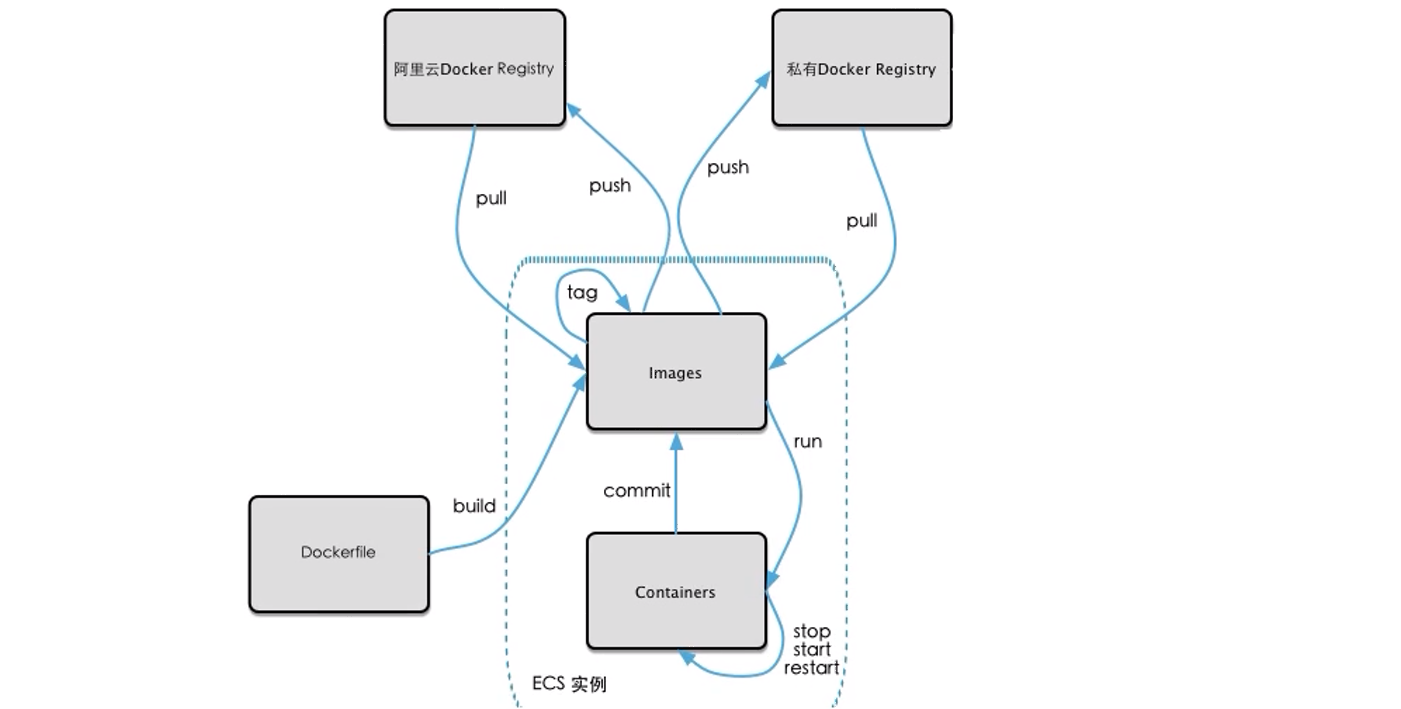 阿里云Docker Registry
私有Docker Registry
push
push
pull
pull
tag
Images
run
commit
build
Dockerfile
Containers
stop
start
restart
ECS 实例